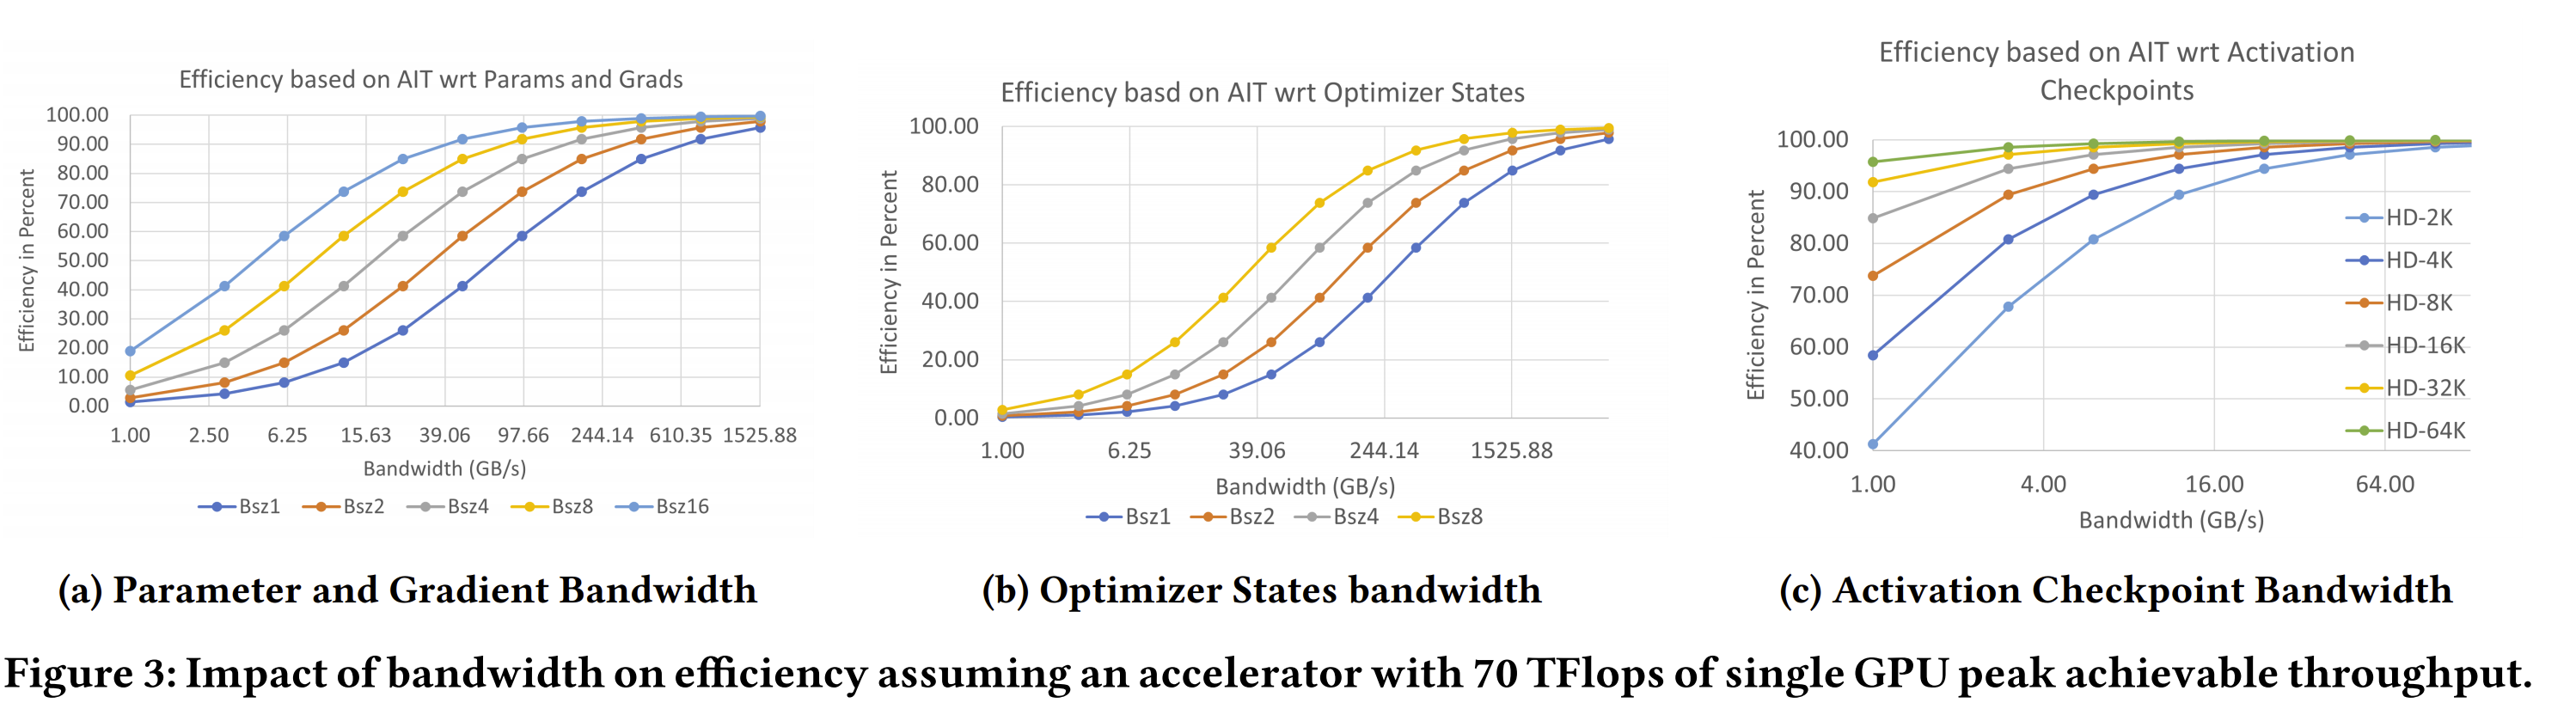 Efficiency based on AIT wrt Params and Grads
100.00
90.00
80.00
70.00
60.00
50.00
40.00
30.00
20.00
10.00
0.00
Efficiency in Percent
1.00 2.50 6.25 15.63 39.06 97.66 244.14 610.35 1525.88
Bandwidth (GB/s)
Bsz1 Bsz2 Bsz4 Bsz8 Bsz16
(a) Parameter and Gradient Bandwidth
Efficiency basd on AIT wrt Optimizer States
100.00
80.00
60.00
40.00
20.00
0.00
Efficiency in Percent
1.00 6.25 39.06 244.14 1525.88
Bandwidth (GB/s)
Bsz1 Bsz2 Bsz4 Bsz8
(b) Optimizer States bandwidth
Efficiency based on AIT wrt Activation
Checkpoints
100.00
90.00
80.00
70.00
60.00
50.00
40.00
Efficiency in Percent
HD-2K
HD-4K
HD-8K
HD-16K
HD-32K
HD-64K
1.00 4.00 16.00 64.00
Bandwidth (GB/s)
(c) Activation Checkpoint Bandwidth
Figure 3: Impact of bandwidth on efficiency assuming an accelerator with 70 TFlops of single GPU peak achievable throughput.